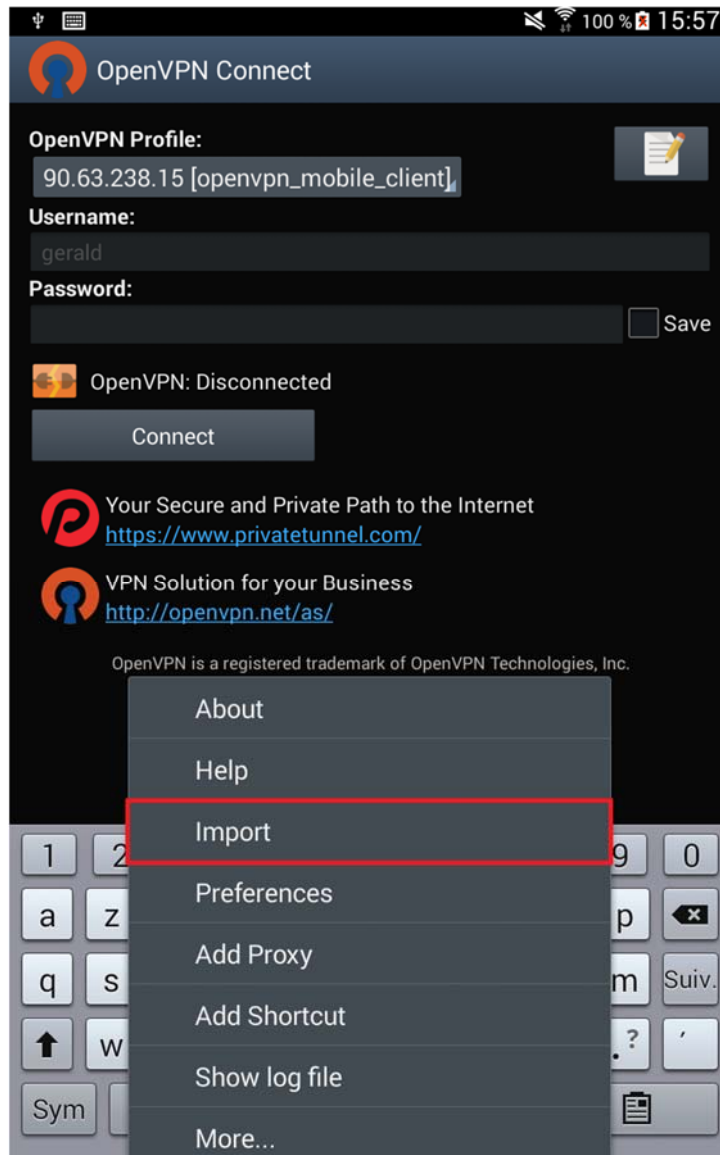 100 % 15:57
OpenVPN Connect
OpenVPN Profile:
90.63.238.15 [openvpn_mobile_client]
Username:
gerald
Password:
Save
OpenVPN: Disconnected
Connect
Your Secure and Private Path to the Internet
https://www.privatetunnel.com/
VPN Solution for your Business
http://openvpn.net/as/
OpenVPN is a registered trademark of OpenVPN Technologies, Inc.
About
Help
Import
Preferences
Add Proxy
Add Shortcut
Show log file
More...
1 2 9 0
a z p
q s m Suiv.
w . ? '
Sym